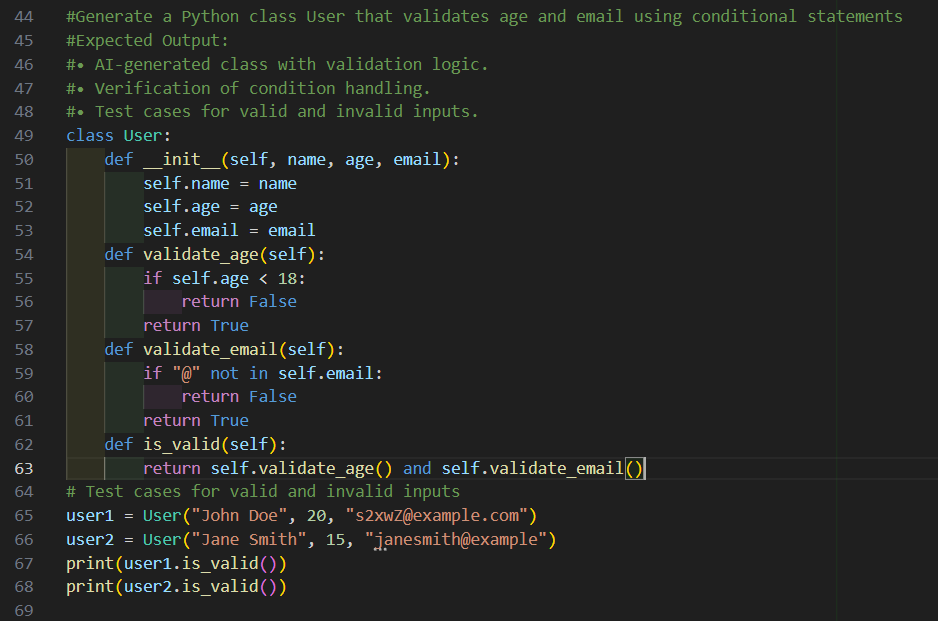 44 #Generate a Python class User that validates age and email using conditional statements
45 #Expected Output:
46 #• AI-generated class with validation logic.
47 #• Verification of condition handling.
48 #• Test cases for valid and invalid inputs.
49 class User:
50     def __init__(self, name, age, email):
51         self.name = name
52         self.age = age
53         self.email = email
54     def validate_age(self):
55         if self.age < 18:
56             return False
57         return True
58     def validate_email(self):
59         if "@" not in self.email:
60             return False
61         return True
62     def is_valid(self):
63         return self.validate_age() and self.validate_email()
64 # Test cases for valid and invalid inputs
65 user1 = User("John Doe", 20, "s2xwZ@example.com")
66 user2 = User("Jane Smith", 15, "janesmith@example")
67 print(user1.is_valid())
68 print(user2.is_valid())
69